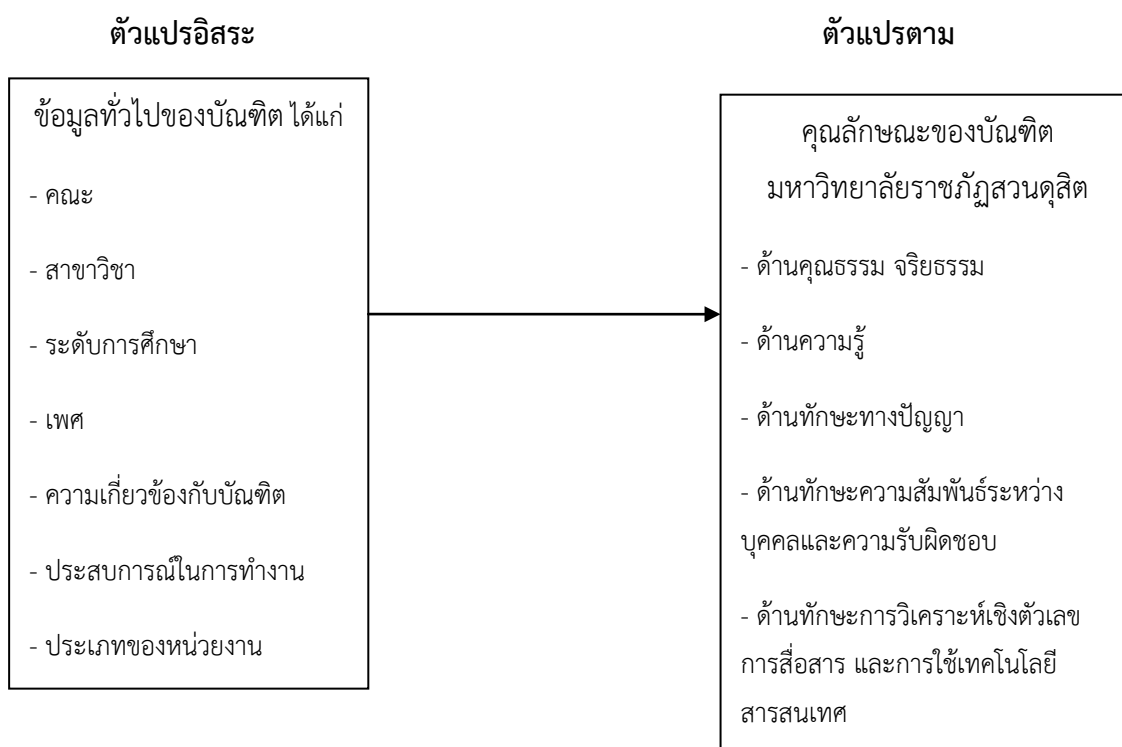 ตัวแปรอิสระ
ข้อมูลทั่วไปของบัณฑิต ได้แก่
- คณะ
- สาขาวิชา
- ระดับการศึกษา
- เพศ
- ความเกี่ยวข้องกับบัณฑิต
- ประสบการณ์ในการทำงาน
- ประเภทของหน่วยงาน
ตัวแปรตาม
คุณลักษณะของบัณฑิต
มหาวิทยาลัยราชภัฏสวนดุสิต
- ด้านคุณธรรม จริยธรรม
- ด้านความรู้
- ด้านทักษะทางปัญญา
- ด้านทักษะความสัมพันธ์ระหว่าง
บุคคลและความรับผิดชอบ
- ด้านทักษะการวิเคราะห์เชิงตัวเลข
การสื่อสาร และการใช้เทคโนโลยี
สารสนเทศ